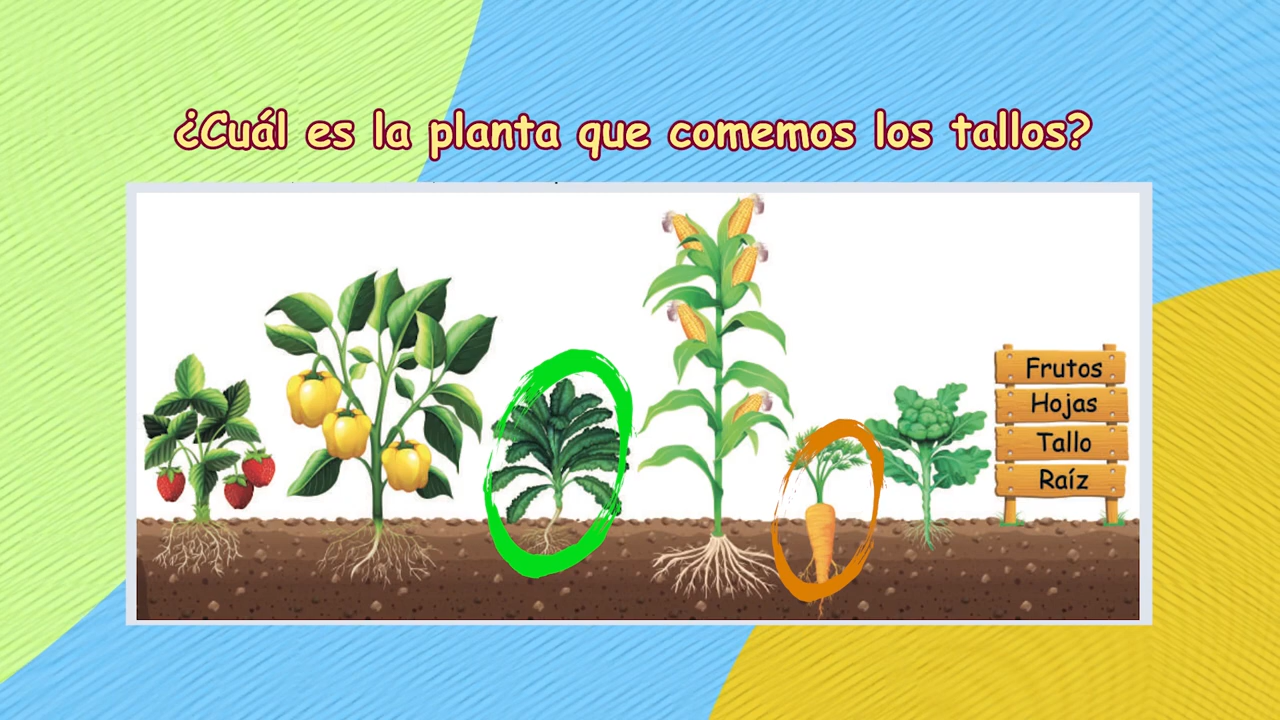 ¿Cuál es la planta que comemos los tallos?
Frutos
Hojas
Tallo
Raíz